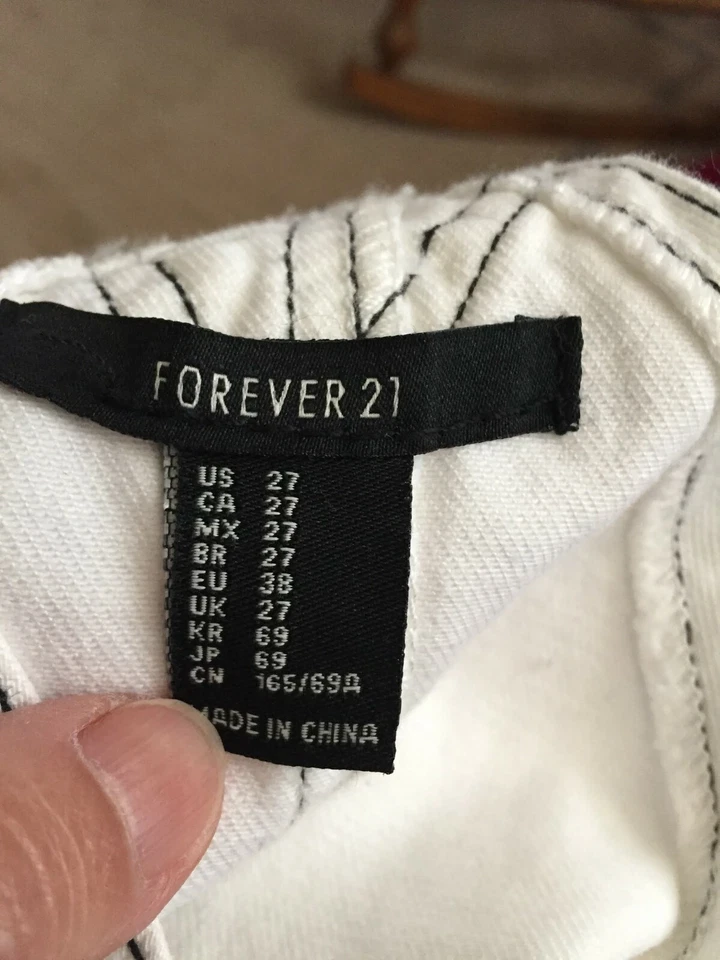 FOREVER 21
US 27
CA 27
MX 27
BR 27
EU 38
UK 27
KR 69
JP 69
CN 165/69A
MADE IN CHINA